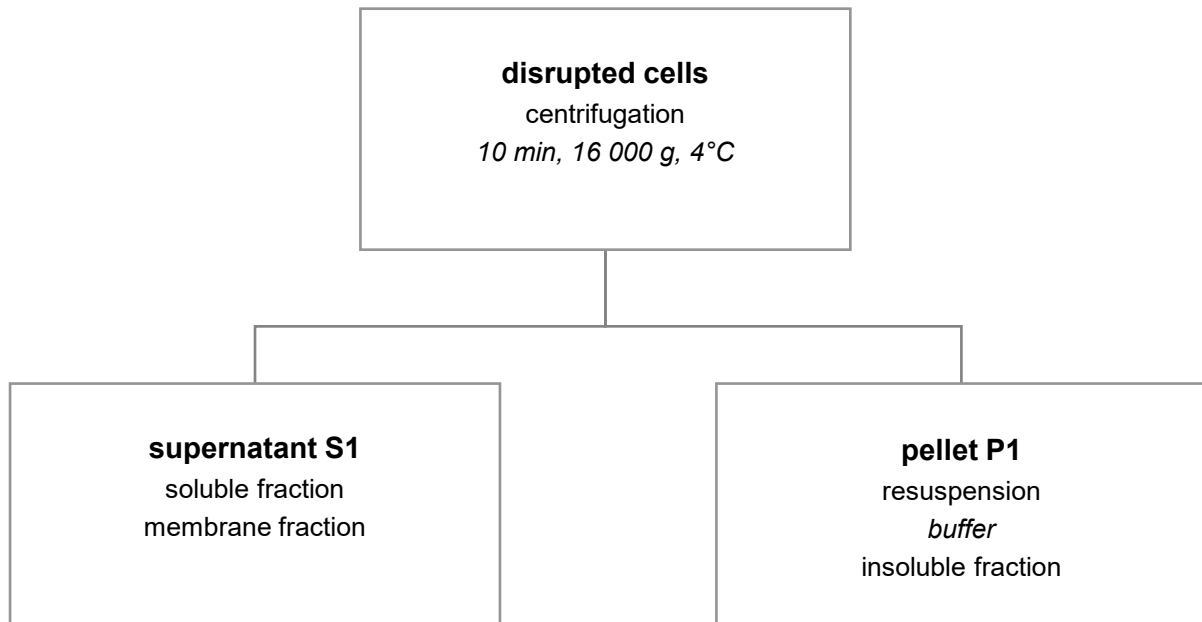 disrupted cells
centrifugation
10 min, 16 000 g, 4°C
supernatant S1
soluble fraction
membrane fraction
pellet P1
resuspension
buffer
insoluble fraction